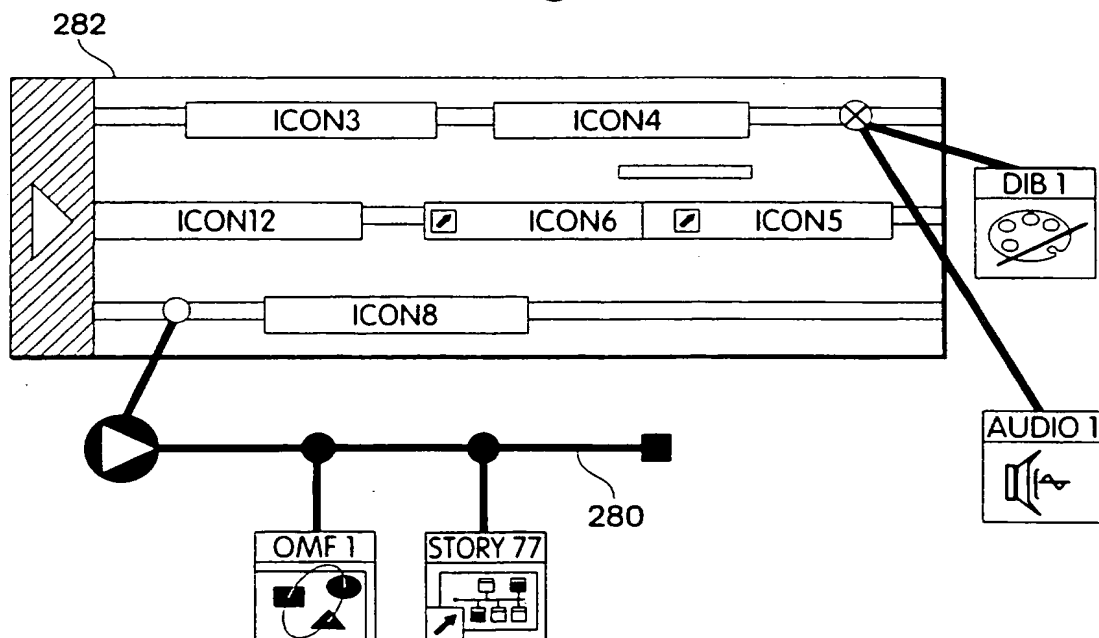 282
ICON3
ICON4
DIB 1
ICON12
ICON6
ICON5
ICON8
AUDIO 1
280
OMF 1
STORY 77